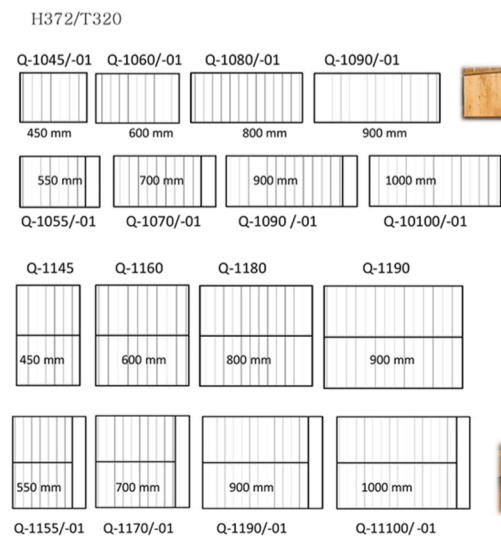 H372/T320
Q-1045/-01 Q-1060/-01 Q-1080/-01 Q-1090/-01
450 mm 600 mm 800 mm 900 mm
550 mm 700 mm 900 mm 1000 mm
Q-1055/-01 Q-1070/-01 Q-1090 /-01 Q-10100/-01
Q-1145 Q-1160 Q-1180 Q-1190
450 mm 600 mm 800 mm 900 mm
550 mm 700 mm 900 mm 1000 mm
Q-1155/-01 Q-1170/-01 Q-1190/-01 Q-11100/ -01